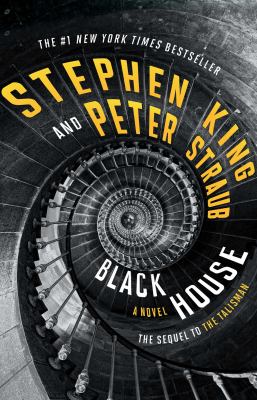 THE #1 NEW YORK TIMES BESTSELLER
STEPHEN KING
AND PETER STRAUB
BLACK HOUSE
A NOVEL
THE SEQUEL TO THE TALISMAN